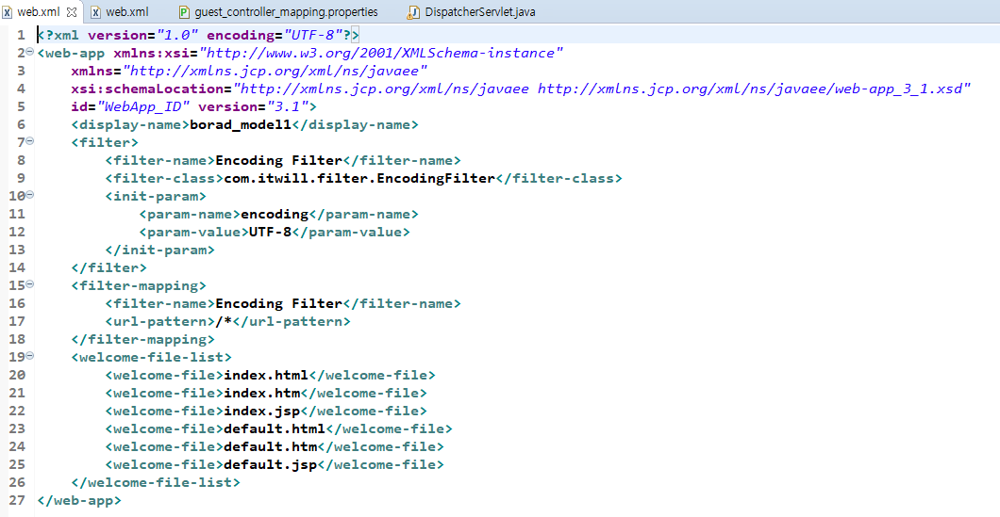 web.xml web.xml guest_controller_mapping.properties DispatcherServlet.java
1 <?xml version="1.0" encoding="UTF-8"?>
2 <web-app xmlns:xsi="http://www.w3.org/2001/XMLSchema-instance"
3 xmlns="http://xmlns.jcp.org/xml/ns/javaee"
4 xsi:schemaLocation="http://xmlns.jcp.org/xml/ns/javaee http://xmlns.jcp.org/xml/ns/javaee/web-app_3_1.xsd"
5 id="WebApp_ID" version="3.1">
6 <display-name>borad_model1</display-name>
7 <filter>
8 <filter-name>Encoding Filter</filter-name>
9 <filter-class>com.itwill.filter.EncodingFilter</filter-class>
10 <init-param>
11 <param-name>encoding</param-name>
12 <param-value>UTF-8</param-value>
13 </init-param>
14 </filter>
15 <filter-mapping>
16 <filter-name>Encoding Filter</filter-name>
17 <url-pattern>/*</url-pattern>
18 </filter-mapping>
19 <welcome-file-list>
20 <welcome-file>index.html</welcome-file>
21 <welcome-file>index.htm</welcome-file>
22 <welcome-file>index.jsp</welcome-file>
23 <welcome-file>default.html</welcome-file>
24 <welcome-file>default.htm</welcome-file>
25 <welcome-file>default.jsp</welcome-file>
26 </welcome-file-list>
27 </web-app>